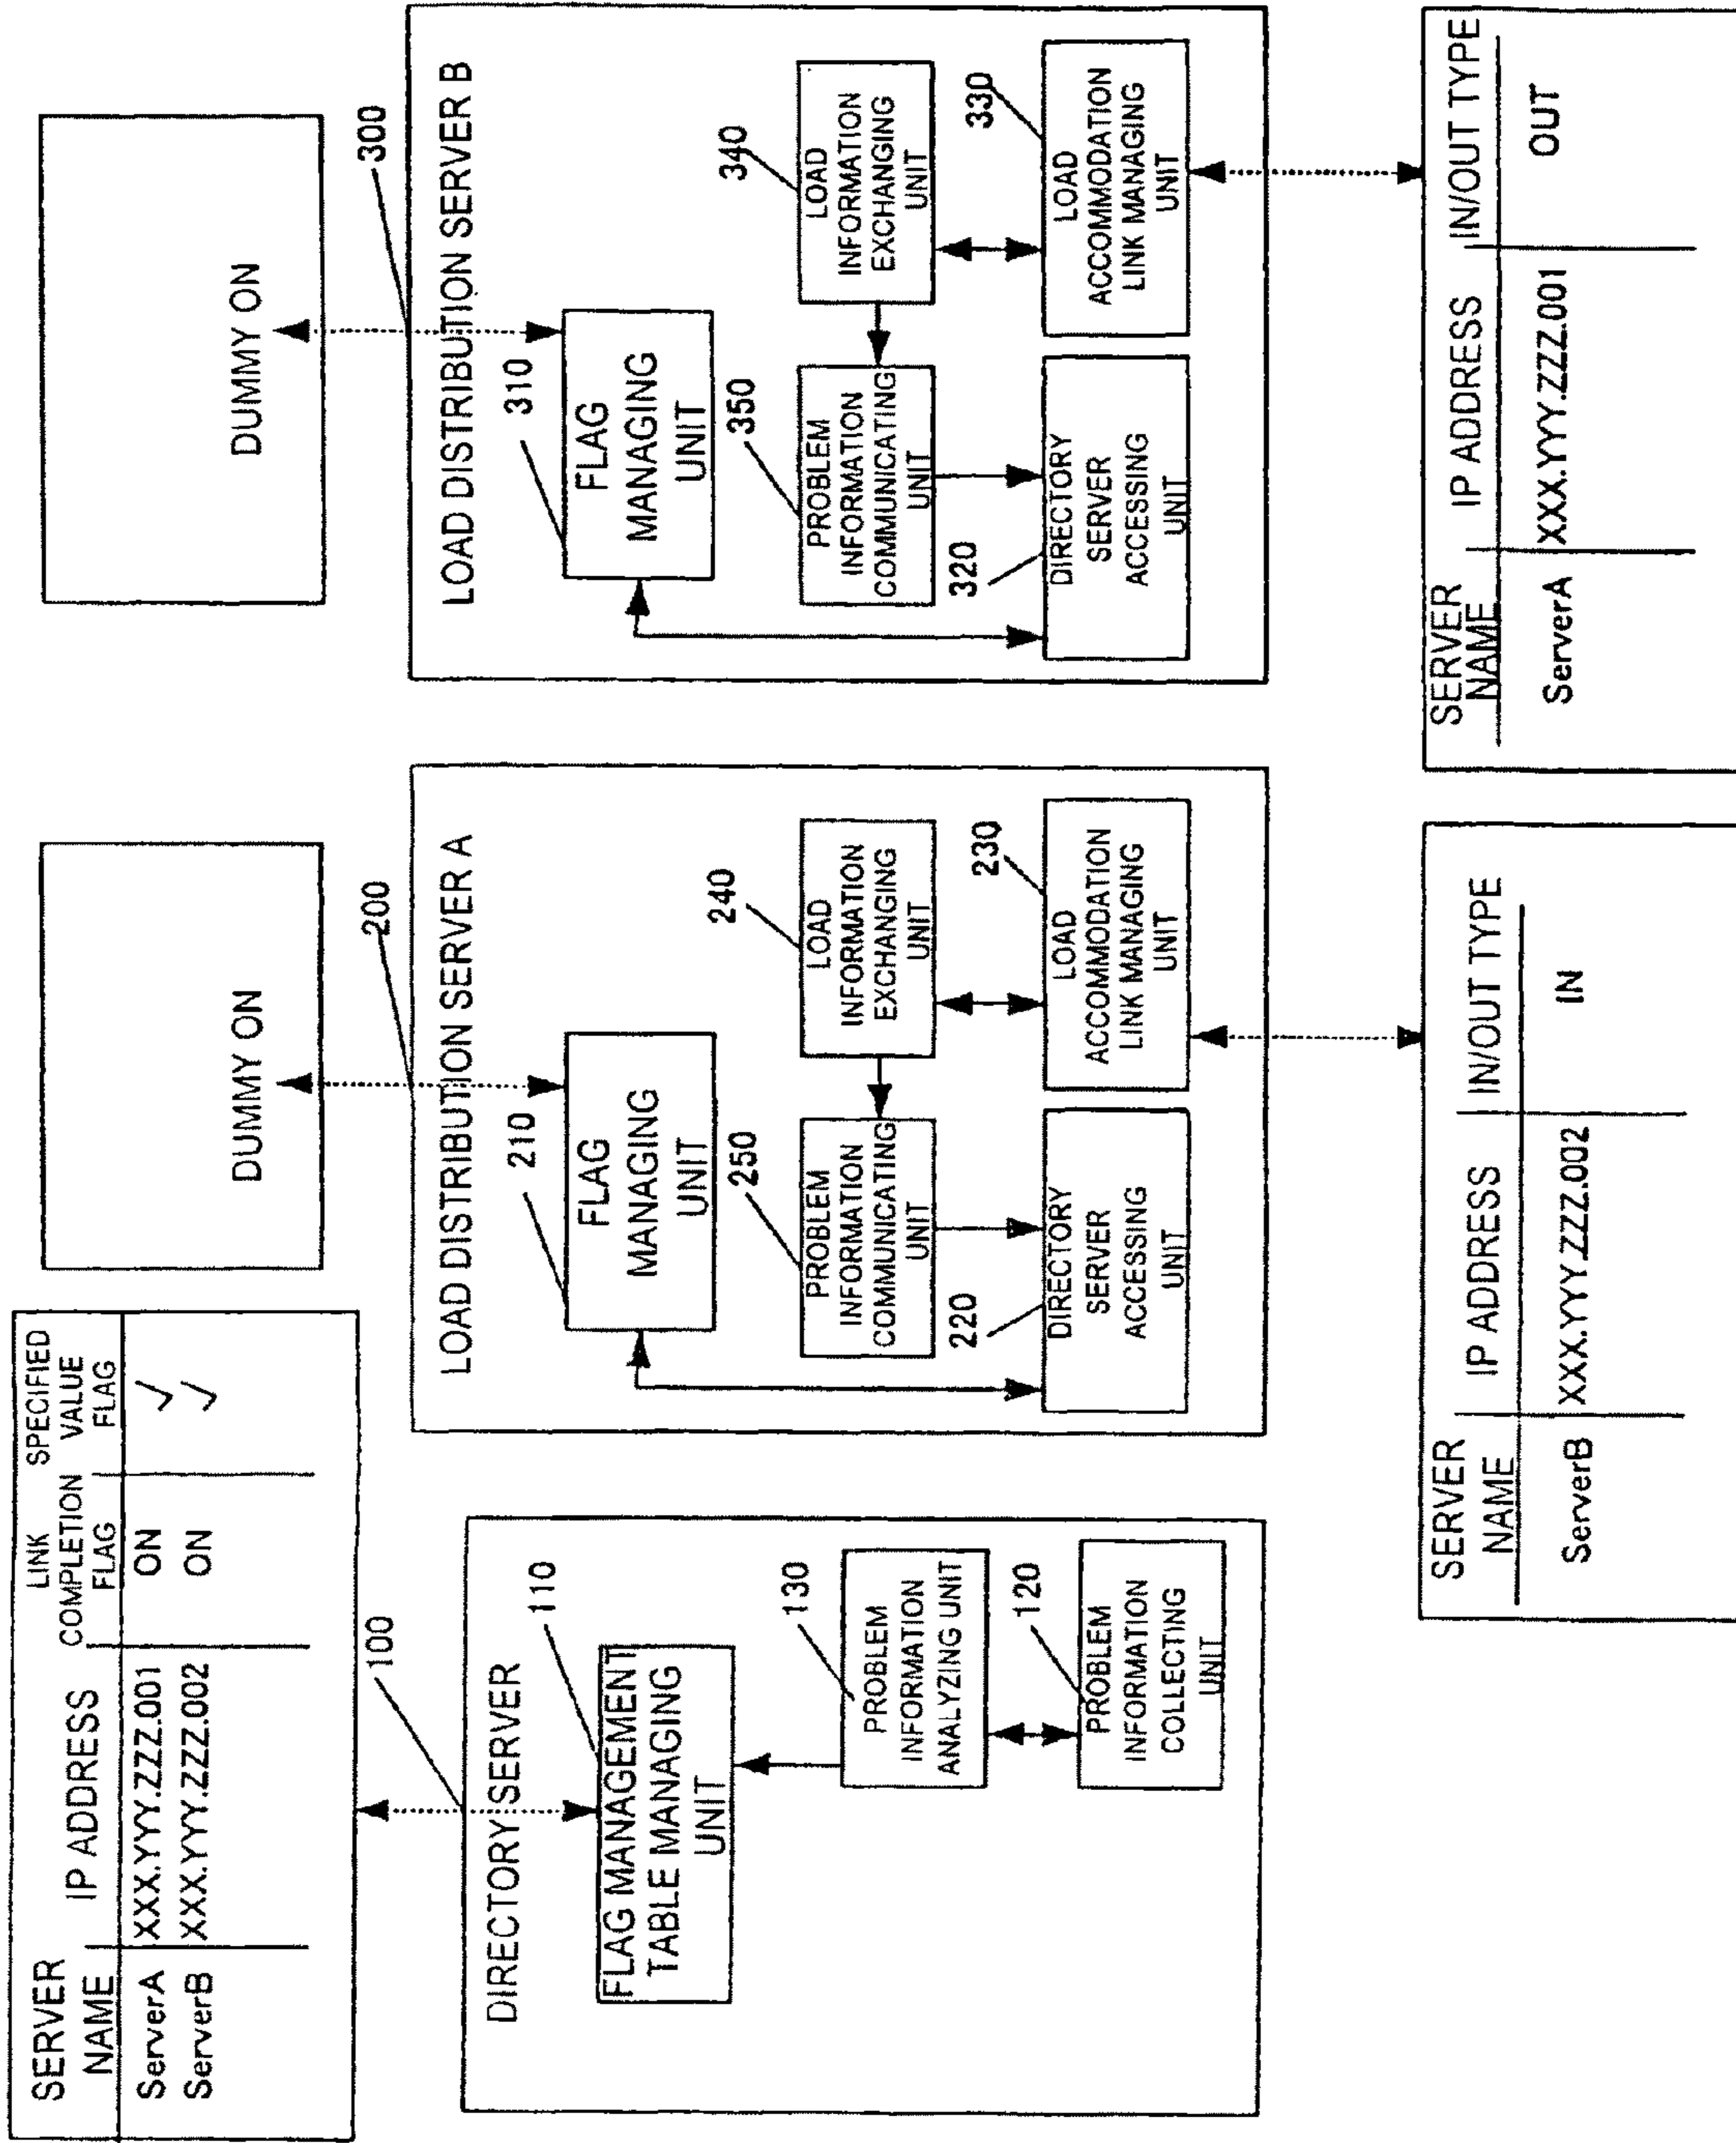 SERVER NAME	IP ADDRESS	LINK COMPLETION FLAG	SPECIFIED VALUE FLAG
ServerA	XXX.YYY.ZZZ.001	ON	✓
ServerB	XXX.YYY.ZZZ.002	ON	✓
100
DIRECTORY SERVER
110
FLAG MANAGEMENT
TABLE MANAGING
UNIT
130
PROBLEM
INFORMATION
ANALYZING UNIT
120
PROBLEM
INFORMATION
COLLECTING
UNIT
DUMMY ON
200
LOAD DISTRIBUTION SERVER A
210
FLAG
MANAGING
UNIT
250
PROBLEM
INFORMATION
COMMUNICATING
UNIT
240
LOAD
INFORMATION
EXCHANGING
UNIT
220
DIRECTORY
SERVER
ACCESSING
UNIT
230
LOAD
ACCOMMODATION
LINK MANAGING
UNIT
SERVER NAME	IP ADDRESS	IN/OUT TYPE
ServerB	XXX.YYY.ZZZ.002	IN
DUMMY ON
300
LOAD DISTRIBUTION SERVER B
310
FLAG
MANAGING
UNIT
350
PROBLEM
INFORMATION
COMMUNICATING
UNIT
340
LOAD
INFORMATION
EXCHANGING
UNIT
320
DIRECTORY
SERVER
ACCESSING
UNIT
330
LOAD
ACCOMMODATION
LINK MANAGING
UNIT
SERVER NAME	IP ADDRESS	IN/OUT TYPE
ServerA	XXX.YYY.ZZZ.001	OUT